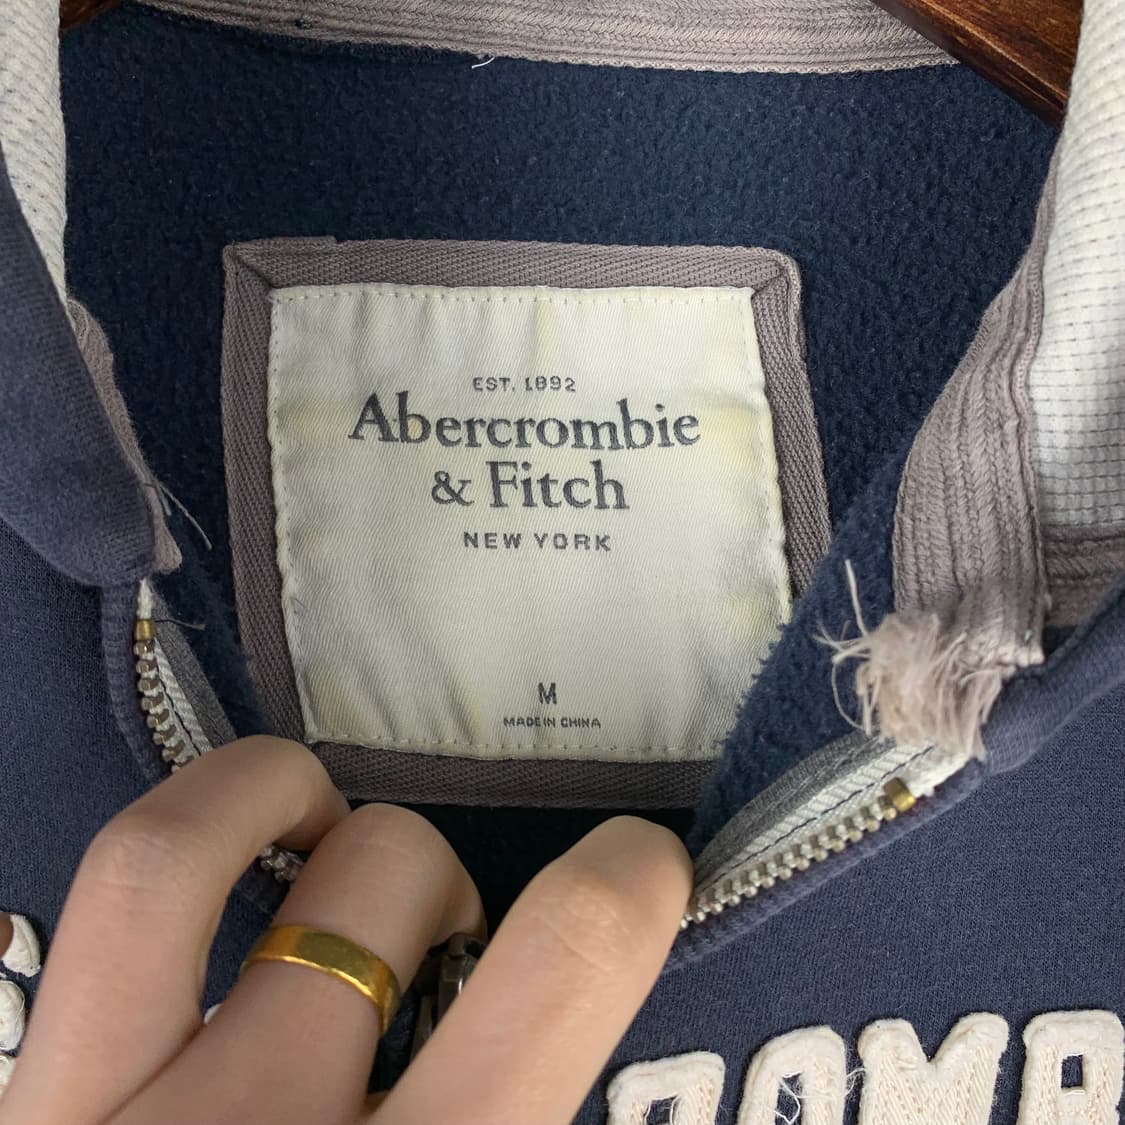 EST. 1892
Abercrombie
& Fitch
NEW YORK
M
MADE IN CHINA